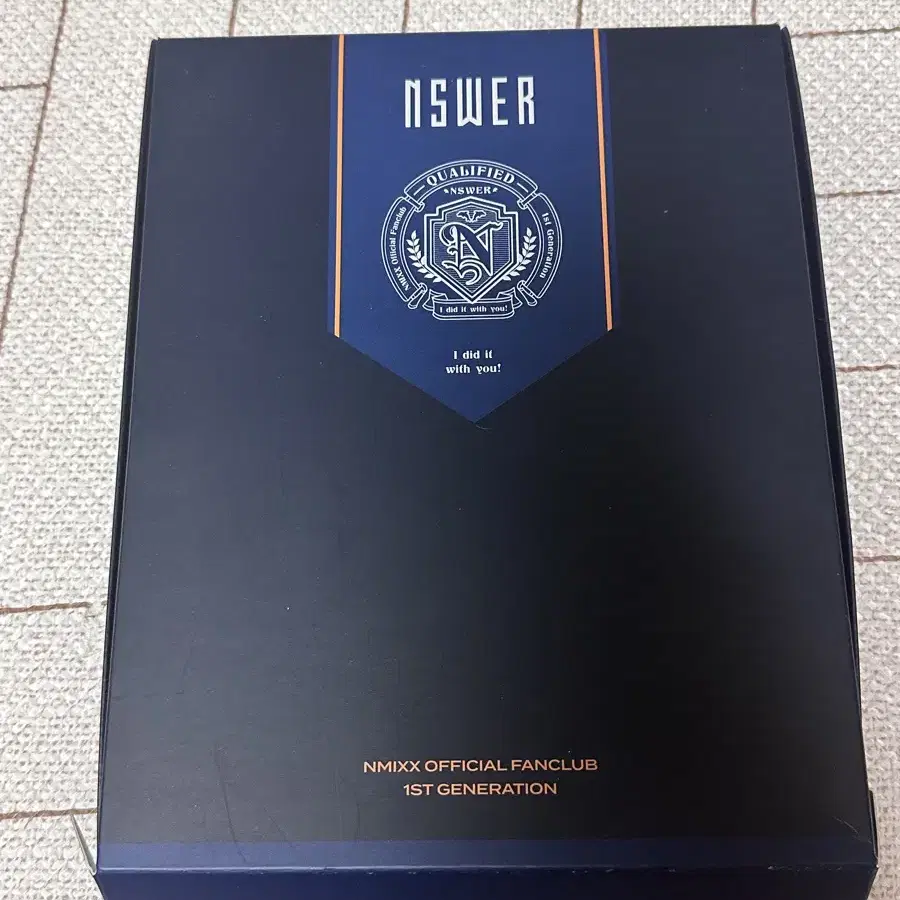 NSWER
QUALIFIED
NSWER
NMIXX Official Fanclub
1st Generation
N
I did it with you!
I did it
with you!
NMIXX OFFICIAL FANCLUB
1ST GENERATION